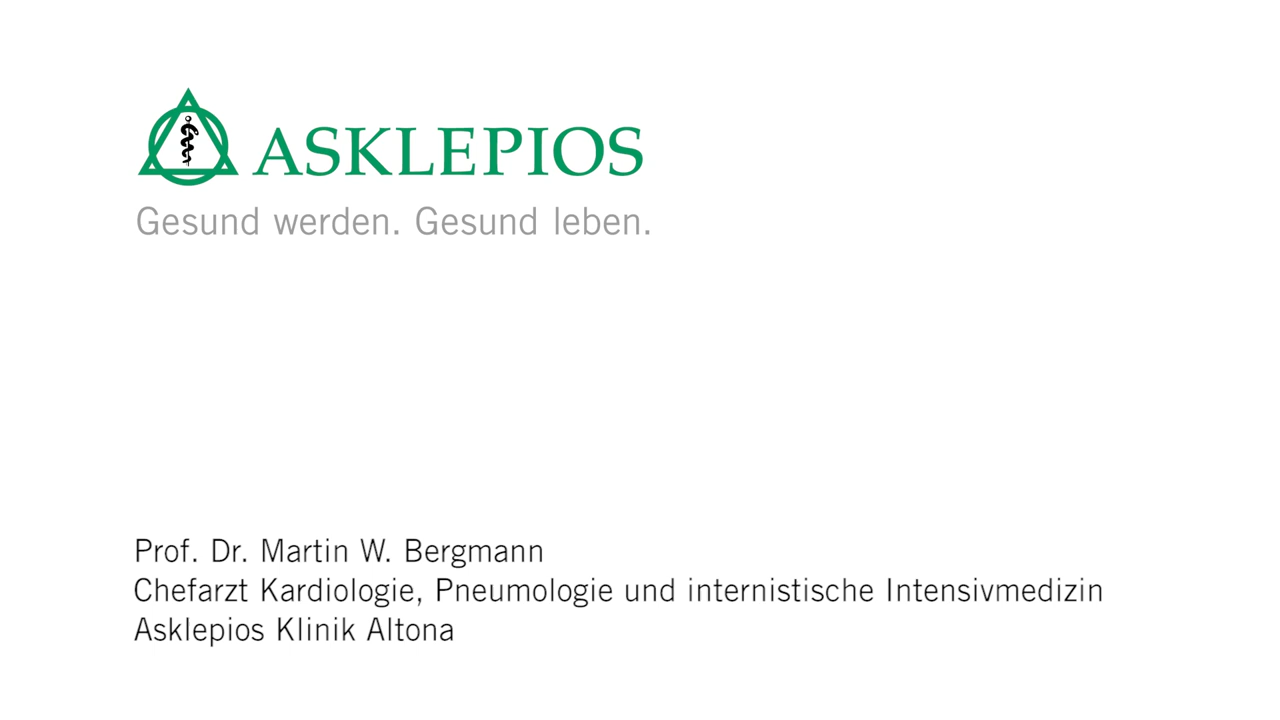 ASKLEPIOS
Gesund werden. Gesund leben.
Prof. Dr. Martin W. Bergmann
Chefarzt Kardiologie, Pneumologie und internistische Intensivmedizin
Asklepios Klinik Altona